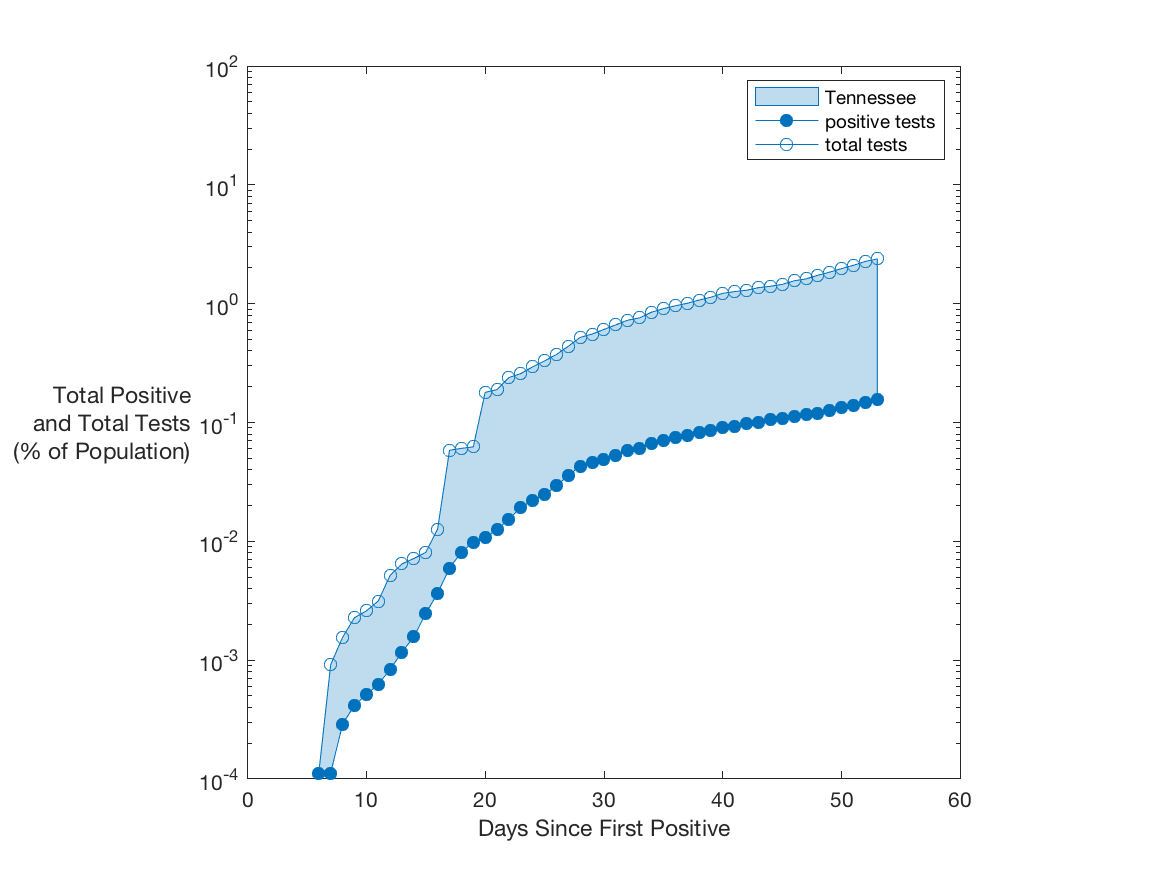 10^2
10^1
10^0
10^-1
10^-2
10^-3
10^-4
Total Positive
and Total Tests
(% of Population)
Tennessee
positive tests
total tests
0 10 20 30 40 50 60
Days Since First Positive